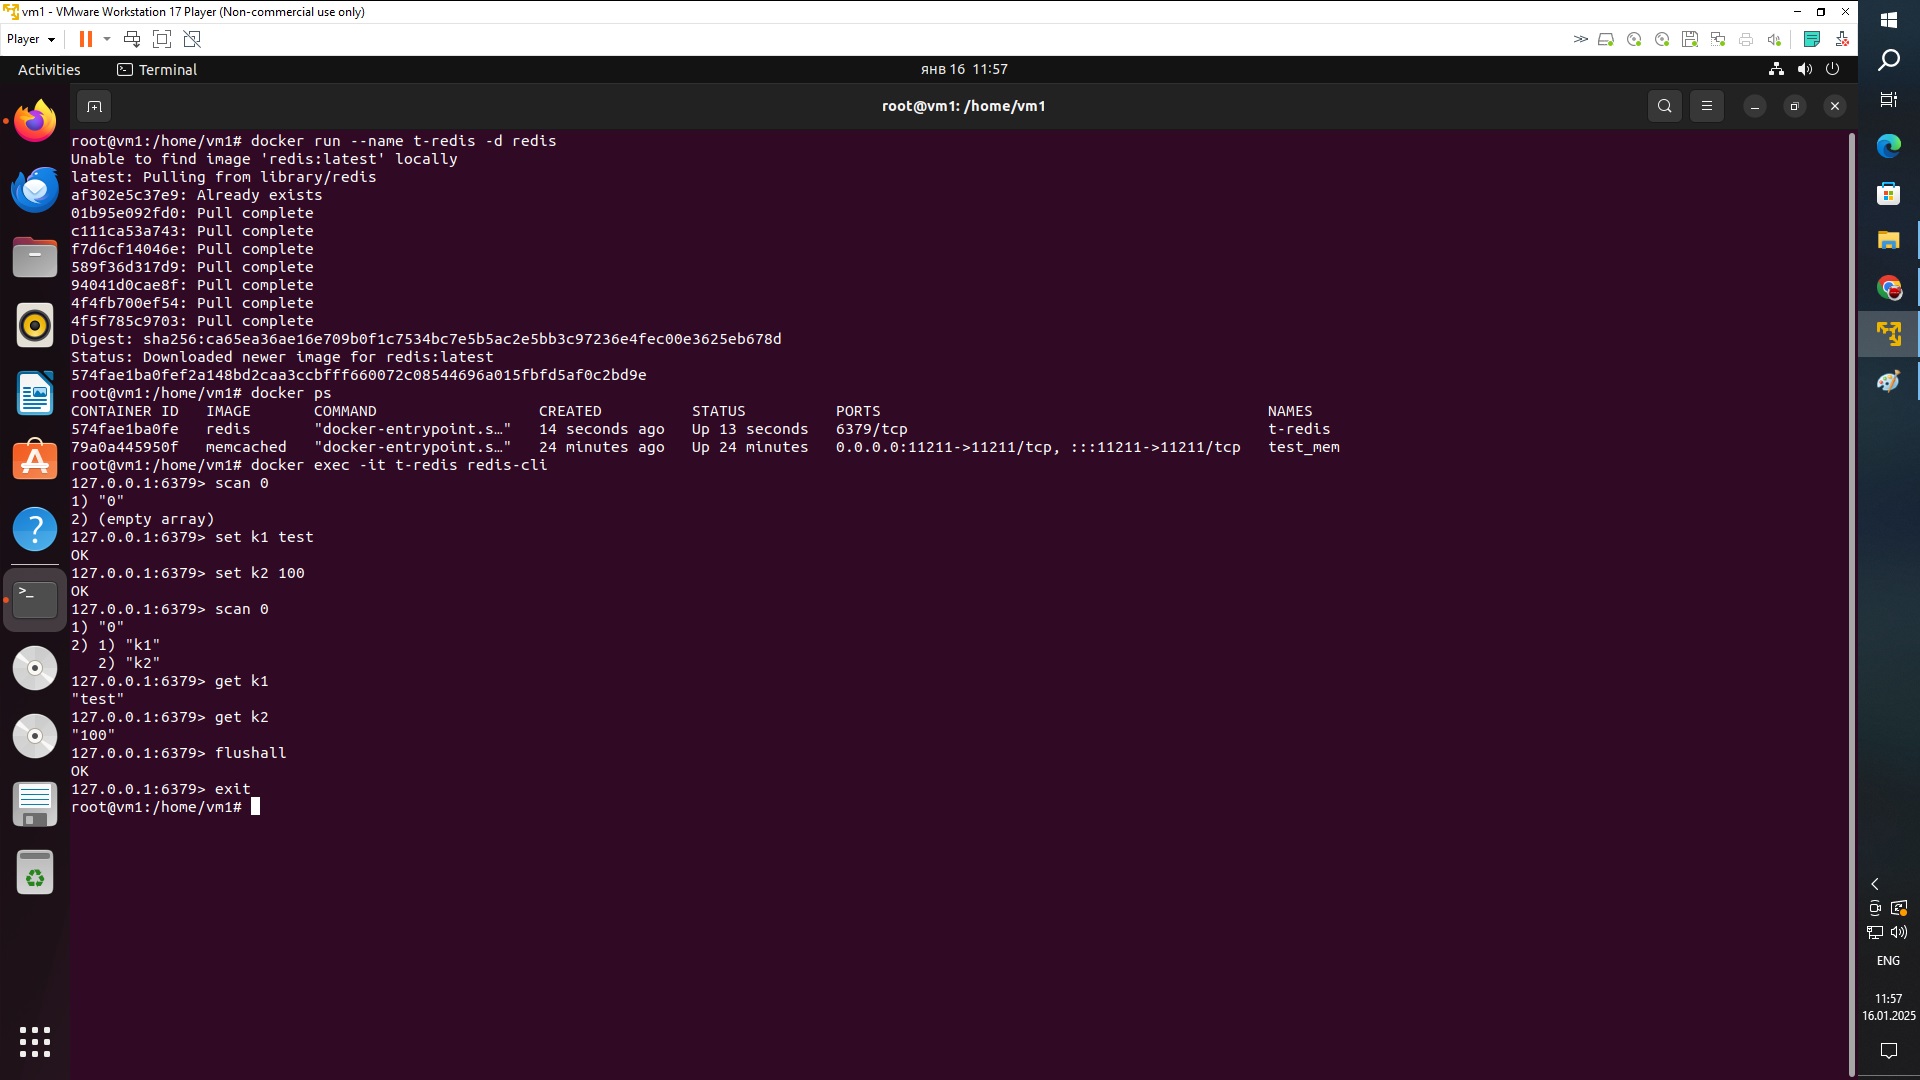 vm1 - VMware Workstation 17 Player (Non-commercial use only)
Player
Activities
Terminal
янв 16 11:57
root@vm1: /home/vm1
root@vm1:/home/vm1# docker run --name t-redis -d redis
Unable to find image 'redis:latest' locally
latest: Pulling from library/redis
af302e5c37e9: Already exists
01b95e092fd0: Pull complete
c111ca53a743: Pull complete
f7d6cf14046e: Pull complete
589f36d317d9: Pull complete
94041d0cae8f: Pull complete
4f4fb700ef54: Pull complete
4f5f785c9703: Pull complete
Digest: sha256:ca65ea36ae16e709b0f1c7534bc7e5b5ac2e5bb3c97236e4fec00e3625eb678d
Status: Downloaded newer image for redis:latest
574fae1ba0fef2a148bd2caa3ccbfff660072c08544696a015fbfd5af0c2bd9e
root@vm1:/home/vm1# docker ps
CONTAINER ID   IMAGE       COMMAND                  CREATED          STATUS          PORTS                                           NAMES
574fae1ba0fe   redis       "docker-entrypoint.s…"   14 seconds ago   Up 13 seconds   6379/tcp                                        t-redis
79a0a445950f   memcached   "docker-entrypoint.s…"   24 minutes ago   Up 24 minutes   0.0.0.0:11211->11211/tcp, :::11211->11211/tcp   test_mem
root@vm1:/home/vm1# docker exec -it t-redis redis-cli
127.0.0.1:6379> scan 0
1) "0"
2) (empty array)
127.0.0.1:6379> set k1 test
OK
127.0.0.1:6379> set k2 100
OK
127.0.0.1:6379> scan 0
1) "0"
2) 1) "k1"
   2) "k2"
127.0.0.1:6379> get k1
"test"
127.0.0.1:6379> get k2
"100"
127.0.0.1:6379> flushall
OK
127.0.0.1:6379> exit
root@vm1:/home/vm1#
ENG
11:57
16.01.2025